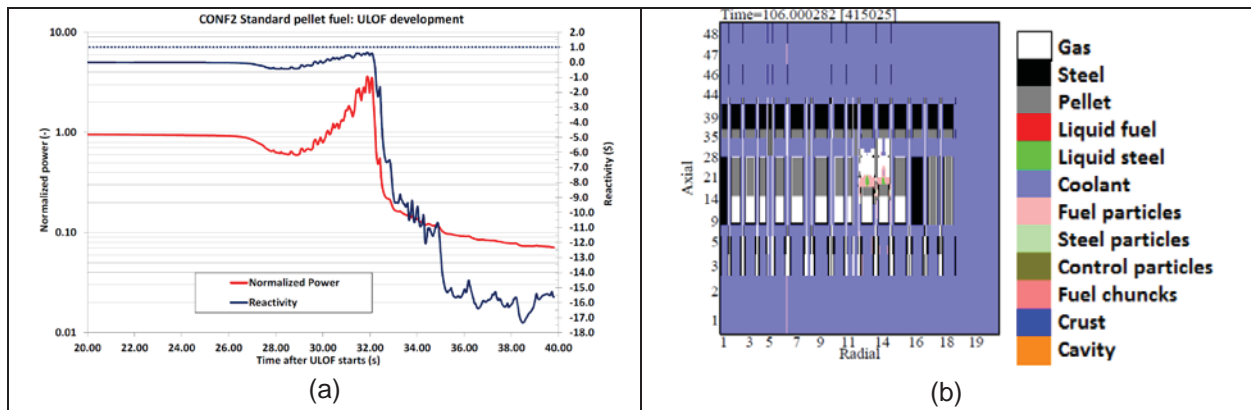 CONF2 Standard pellet fuel: ULOF development
10.00
1.00
0.10
0.01
Normalized power (-)
2.0
1.0
0.0
-1.0
-2.0
-3.0
-4.0
-5.0
-6.0
-7.0
-8.0
-9.0
-10.0
-11.0
-12.0
-13.0
-14.0
-15.0
-16.0
-17.0
-18.0
Reactivity ($)
Normalized Power
Reactivity
20.00 22.00 24.00 26.00 28.00 30.00 32.00 34.00 36.00 38.00 40.00
Time after ULOF starts (s)
(a)
Time=106.000282 [415025]
48
47
46
44
39
35
28
21
14
9
5
3
2
1
Axial
1 3 5 7 9 11 14 16 18 19
Radial
Gas
Steel
Pellet
Liquid fuel
Liquid steel
Coolant
Fuel particles
Steel particles
Control particles
Fuel chuncks
Crust
Cavity
(b)